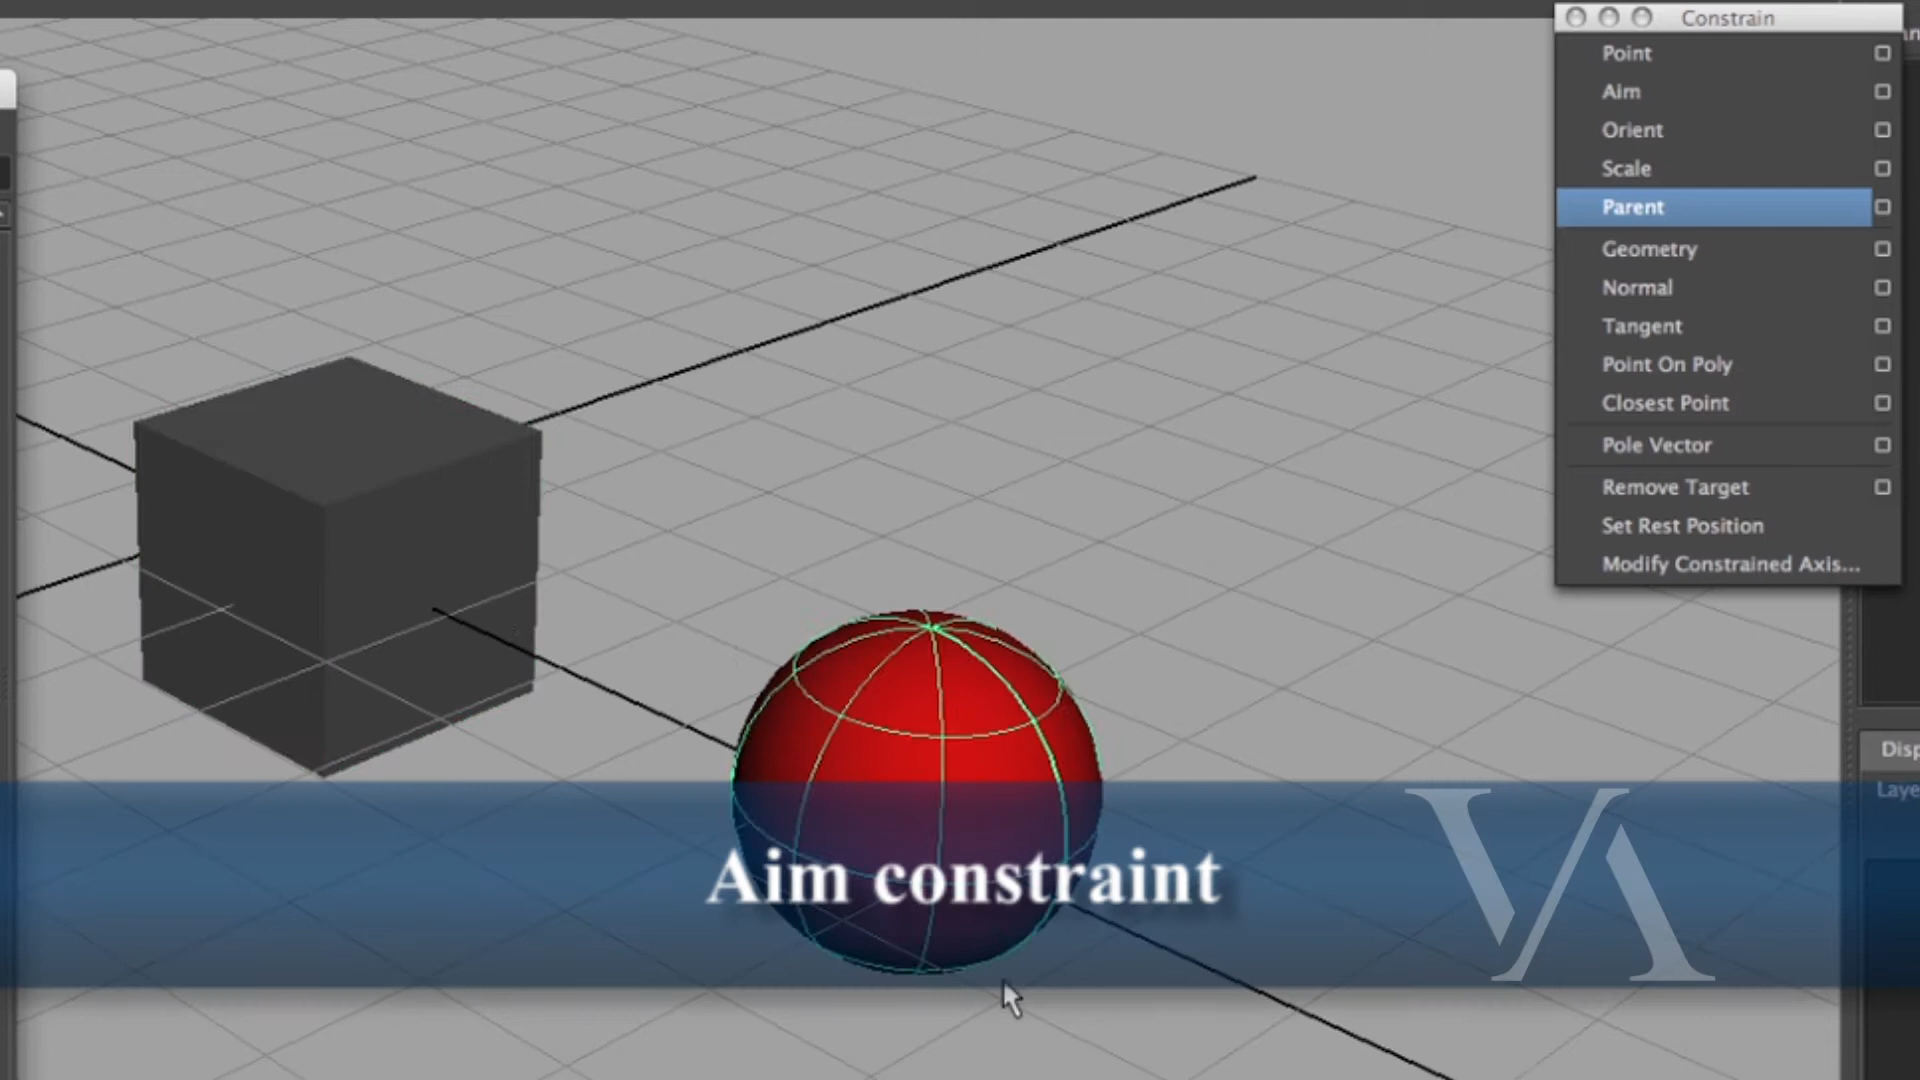 Constrain
Point
Aim
Orient
Scale
Parent
Geometry
Normal
Tangent
Point On Poly
Closest Point
Pole Vector
Remove Target
Set Rest Position
Modify Constrained Axis...
Disp
Laye
Aim constraint
VA